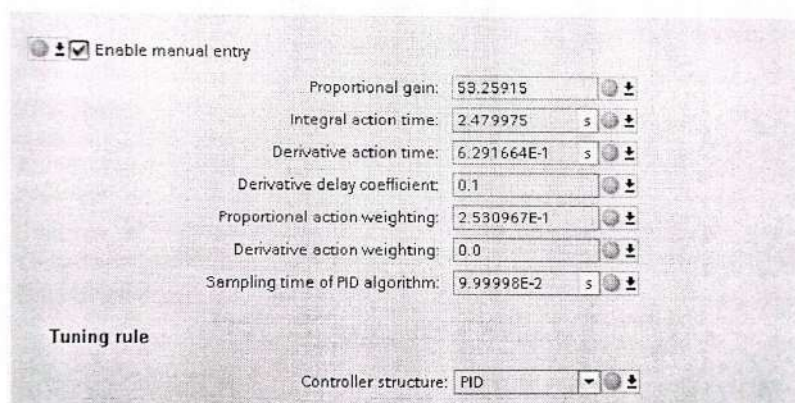 Enable manual entry
Proportional gain: 53.25915
Integral action time: 2.479975 s
Derivative action time: 6.291664E-1 s
Derivative delay coefficient: 0.1
Proportional action weighting: 2.530967E-1
Derivative action weighting: 0.0
Sampling time of PID algorithm: 9.99998E-2 s
Tuning rule
Controller structure: PID